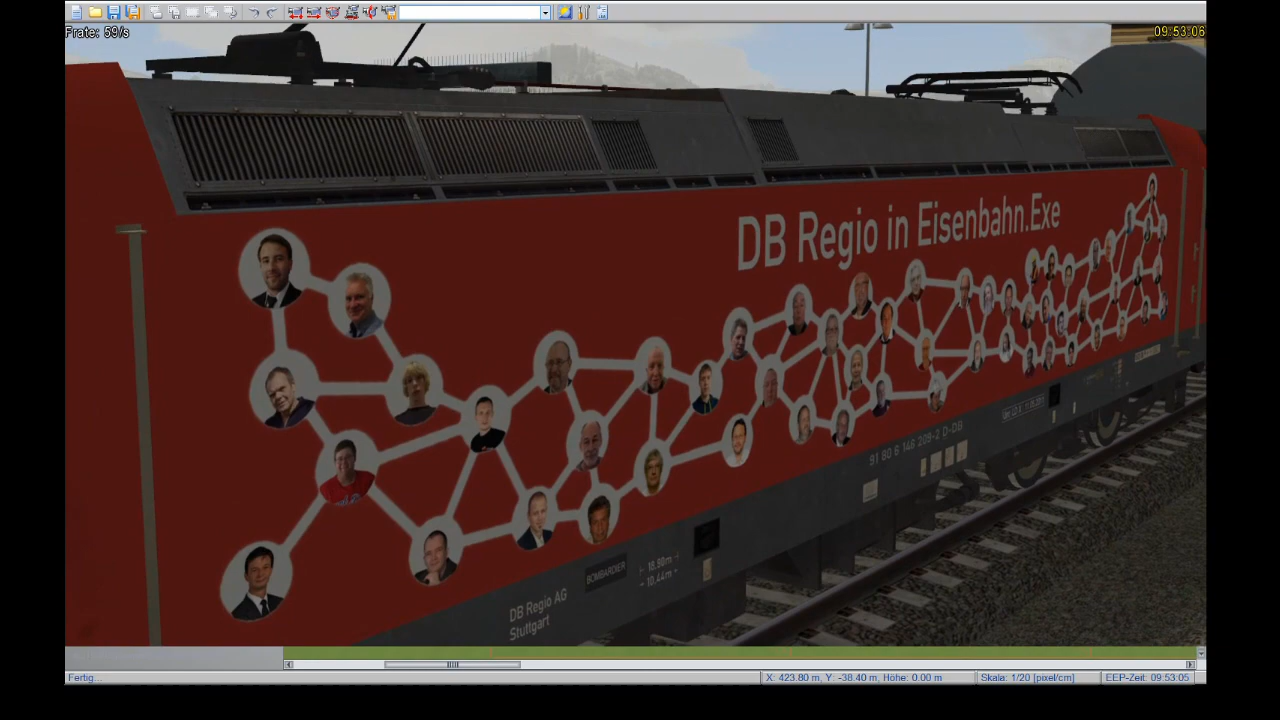 Frate: 59/s
09:53:06
DB Regio in Eisenbahn.Exe
91 80 6 146 209-2 D-DB
BOMBARDIER
18.90m
10.44m
DB Regio AG
Stuttgart
Fertig...
X: 423.80 m, Y: -38.40 m, Höhe: 0.00 m
Skala: 1/20 [pixel/cm]
EEP-Zeit: 09:53:05